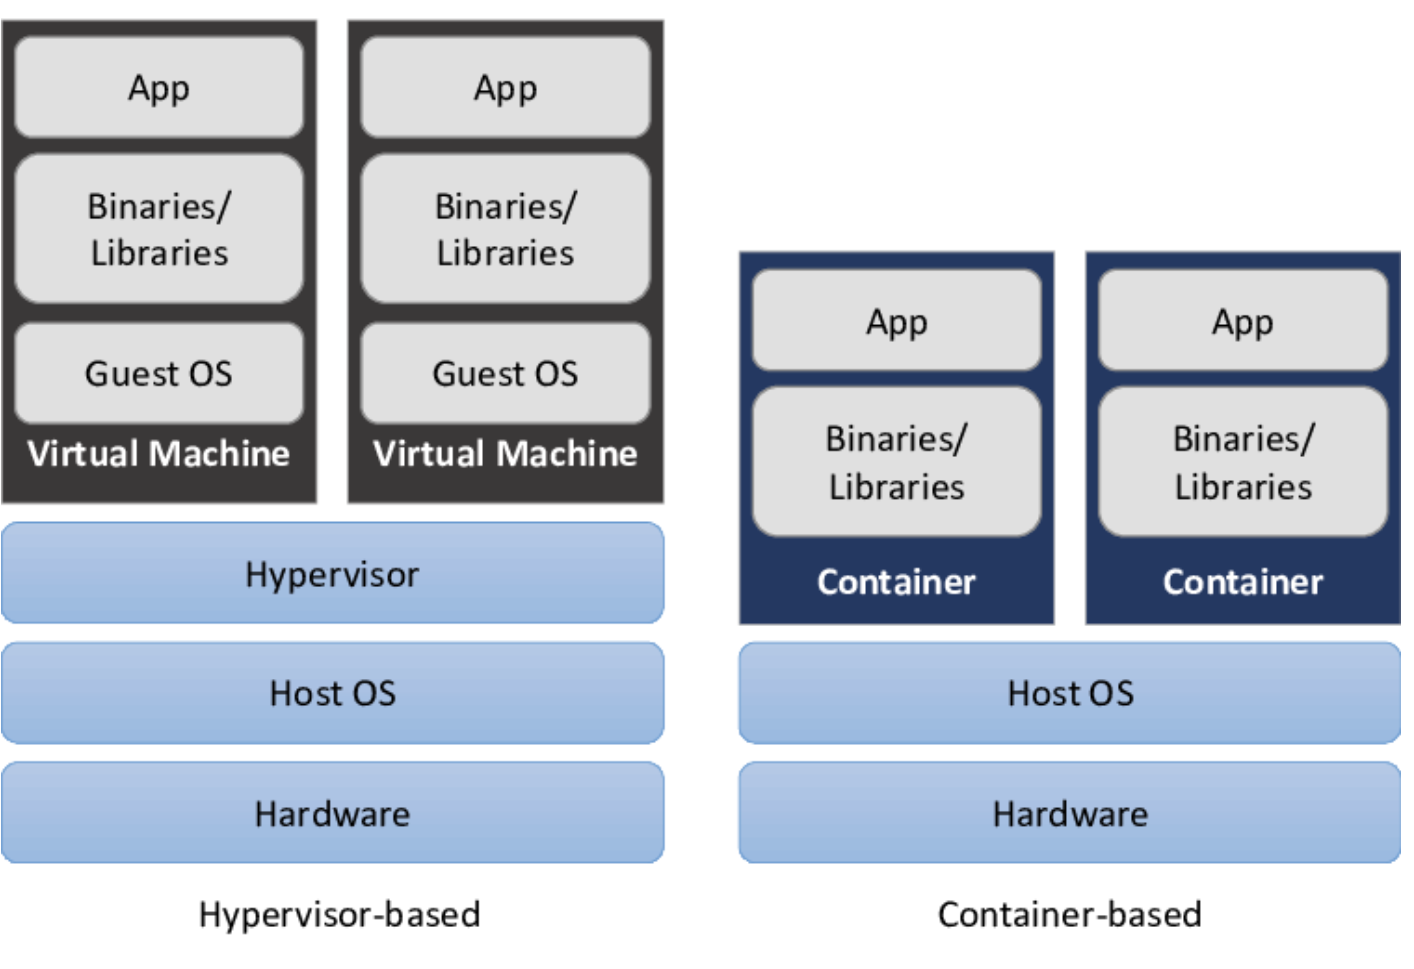 App
Binaries/
Libraries
Guest OS
Virtual Machine
App
Binaries/
Libraries
Guest OS
Virtual Machine
Hypervisor
Host OS
Hardware
Hypervisor-based
App
Binaries/
Libraries
Container
App
Binaries/
Libraries
Container
Host OS
Hardware
Container-based